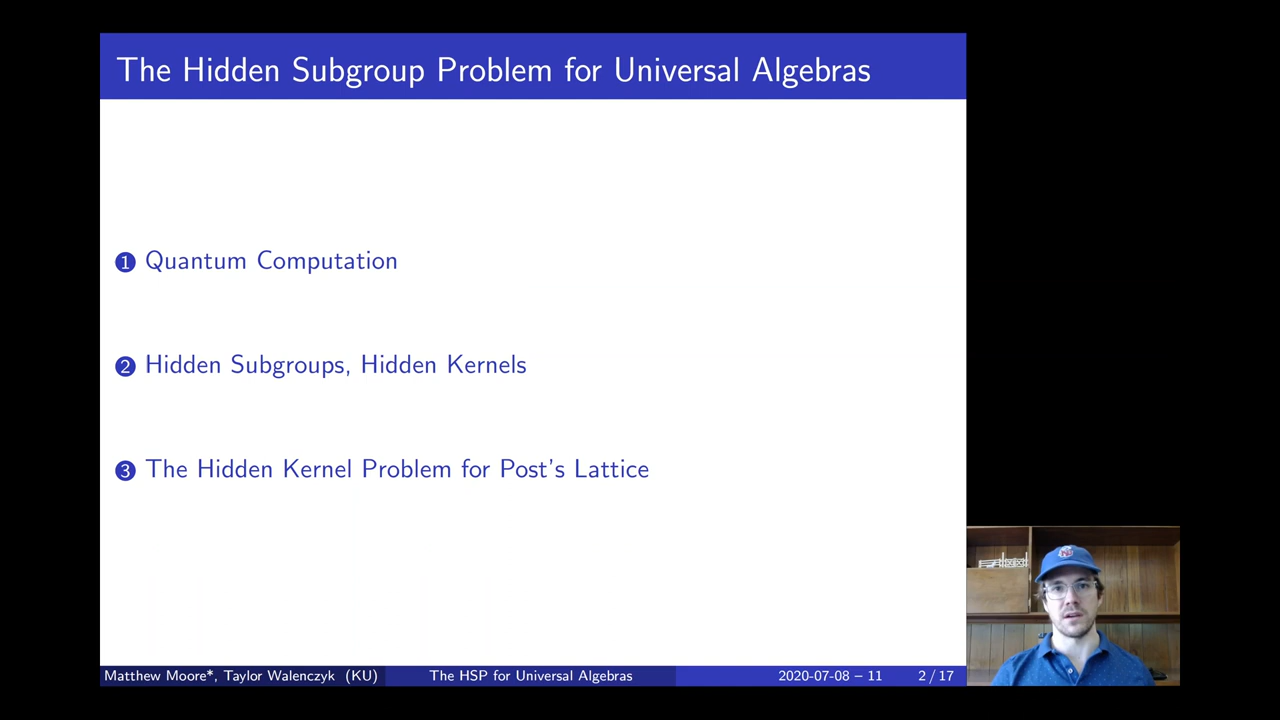 The Hidden Subgroup Problem for Universal Algebras
1 Quantum Computation
2 Hidden Subgroups, Hidden Kernels
3 The Hidden Kernel Problem for Post's Lattice
Matthew Moore*, Taylor Walenczyk (KU) The HSP for Universal Algebras 2020-07-08 – 11 2 / 17